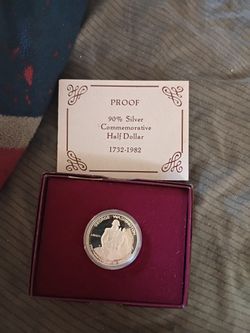 PROOF
90% Silver
Commemorative
Half Dollar
1732-1982
GEORGE WASHINGTON